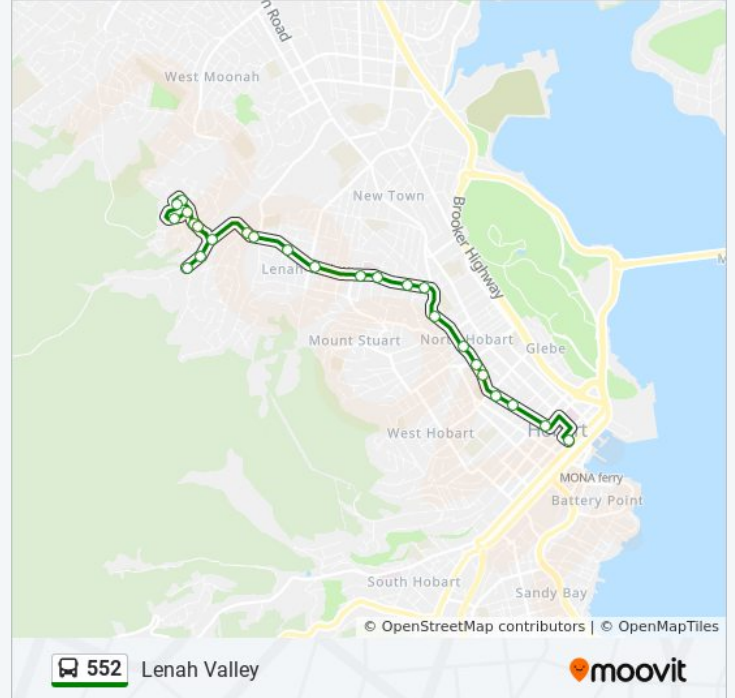 n Road
West Moonah
New Town
Brooker Highway
Lenah
M
Mount Stuart
North Hobart
Glebe
West Hobart
Hobart
MONA ferry
Battery Point
South Hobart
Sandy Bay
© OpenStreetMap contributors | © OpenMapTiles
552 Lenah Valley
moovit